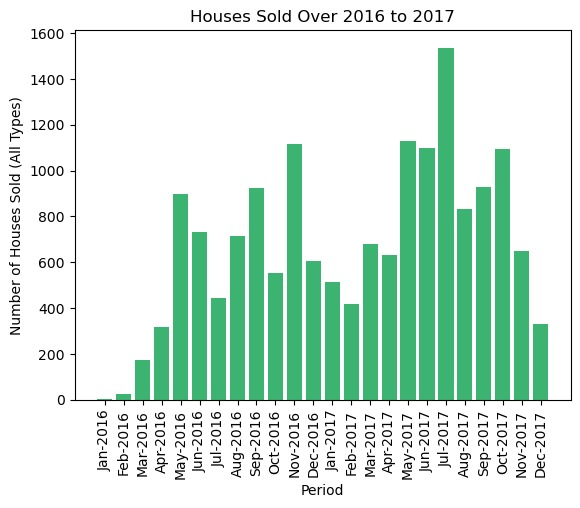 Houses Sold Over 2016 to 2017
Number of Houses Sold (All Types)
1600
1400
1200
1000
800
600
400
200
0
Jan-2016
Feb-2016
Mar-2016
Apr-2016
May-2016
Jun-2016
Jul-2016
Aug-2016
Sep-2016
Oct-2016
Nov-2016
Dec-2016
Jan-2017
Feb-2017
Mar-2017
Apr-2017
May-2017
Jun-2017
Jul-2017
Aug-2017
Sep-2017
Oct-2017
Nov-2017
Dec-2017
Period